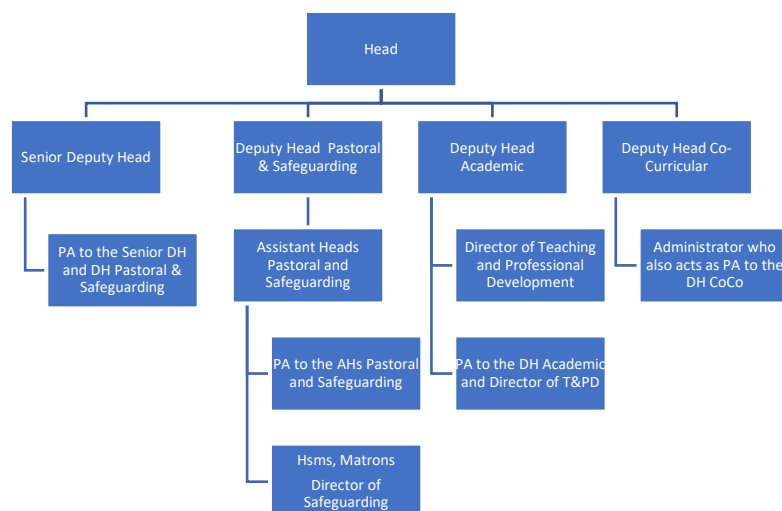 Head
Senior Deputy Head
Deputy Head Pastoral
& Safeguarding
Deputy Head
Academic
Deputy Head Co-
Curricular
PA to the Senior DH
and DH Pastoral &
Safeguarding
Assistant Heads
Pastoral and
Safeguarding
Director of Teaching
and Professional
Development
Administrator who
also acts as PA to the
DH CoCo
PA to the AHs Pastoral
and Safeguarding
PA to the DH Academic
and Director of T&PD
Hsms, Matrons
Director of
Safeguarding